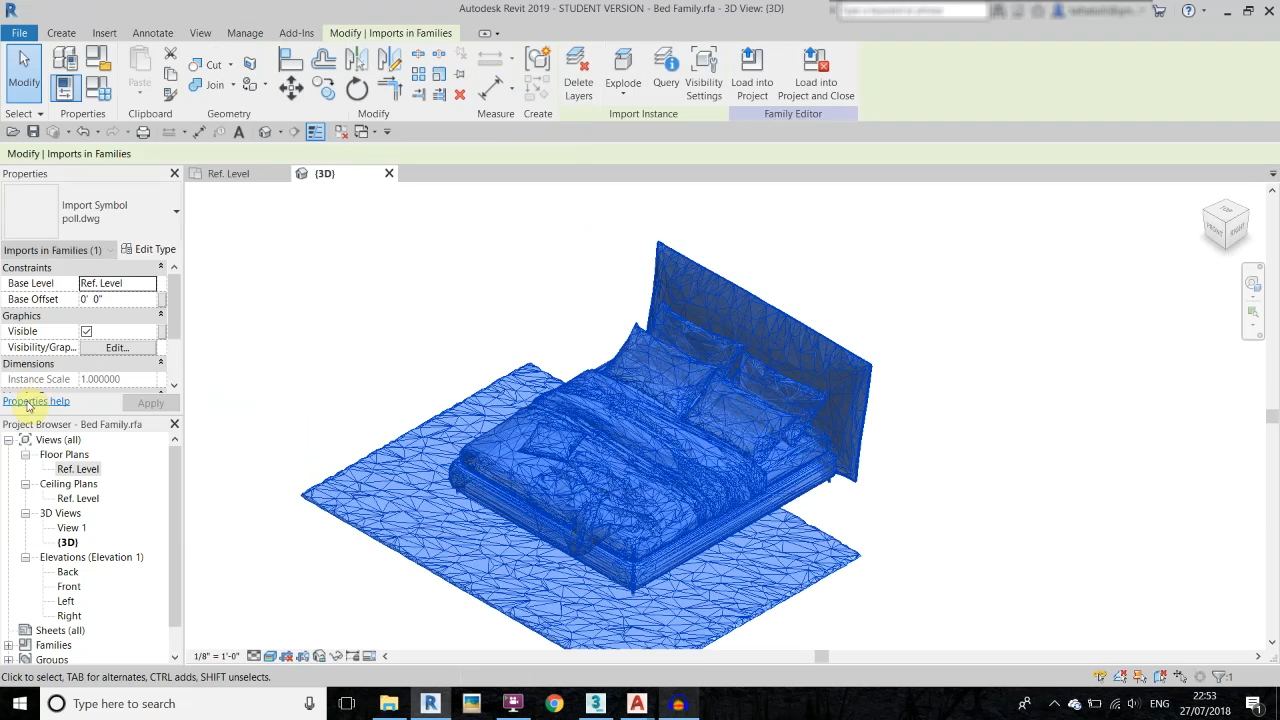 Autodesk Revit 2019 - STUDENT VERSION - Bed Family.rfa - 3D View: {3D}
File Create Insert Annotate View Manage Add-Ins Modify | Imports in Families
Modify
Paste
Cut
Join
Delete
Layers
Explode
Query
Visibility
Settings
Load into
Project
Load into
Project and Close
Select Properties Clipboard Geometry Modify Measure Create Import Instance Family Editor
Modify | Imports in Families
Properties
Ref. Level
{3D}
Import Symbol
poll.dwg
Imports in Families (1) Edit Type
Constraints
Base Level Ref. Level
Base Offset 0' 0"
Graphics
Visible
Visibility/Grap... Edit...
Dimensions
Instance Scale 1.000000
Properties help Apply
Project Browser - Bed Family.rfa
Views (all)
Floor Plans
Ref. Level
Ceiling Plans
Ref. Level
3D Views
View 1
{3D}
Elevations (Elevation 1)
Back
Front
Left
Right
Sheets (all)
Families
Groups
TOP
FRONT
RIGHT
1/8" = 1'-0"
Click to select, TAB for alternates, CTRL adds, SHIFT unselects.
:1
Type here to search
ENG
22:53
27/07/2018